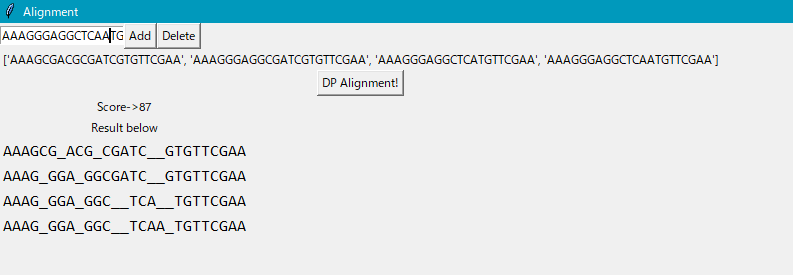 Alignment
AAAGGGAGGCTCAATG Add Delete
['AAAGCGACGCGATCGTGTTCGAA', 'AAAGGGAGGCGATCGTGTTCGAA', 'AAAGGGAGGCTCATGTTCGAA', 'AAAGGGAGGCTCAATGTTCGAA']
DP Alignment!
Score->87
Result below
AAAGCG_ACG_CGATC__GTGTTCGAA
AAAG_GGA_GGCGATC__GTGTTCGAA
AAAG_GGA_GGC__TCA__TGTTCGAA
AAAG_GGA_GGC__TCAA_TGTTCGAA